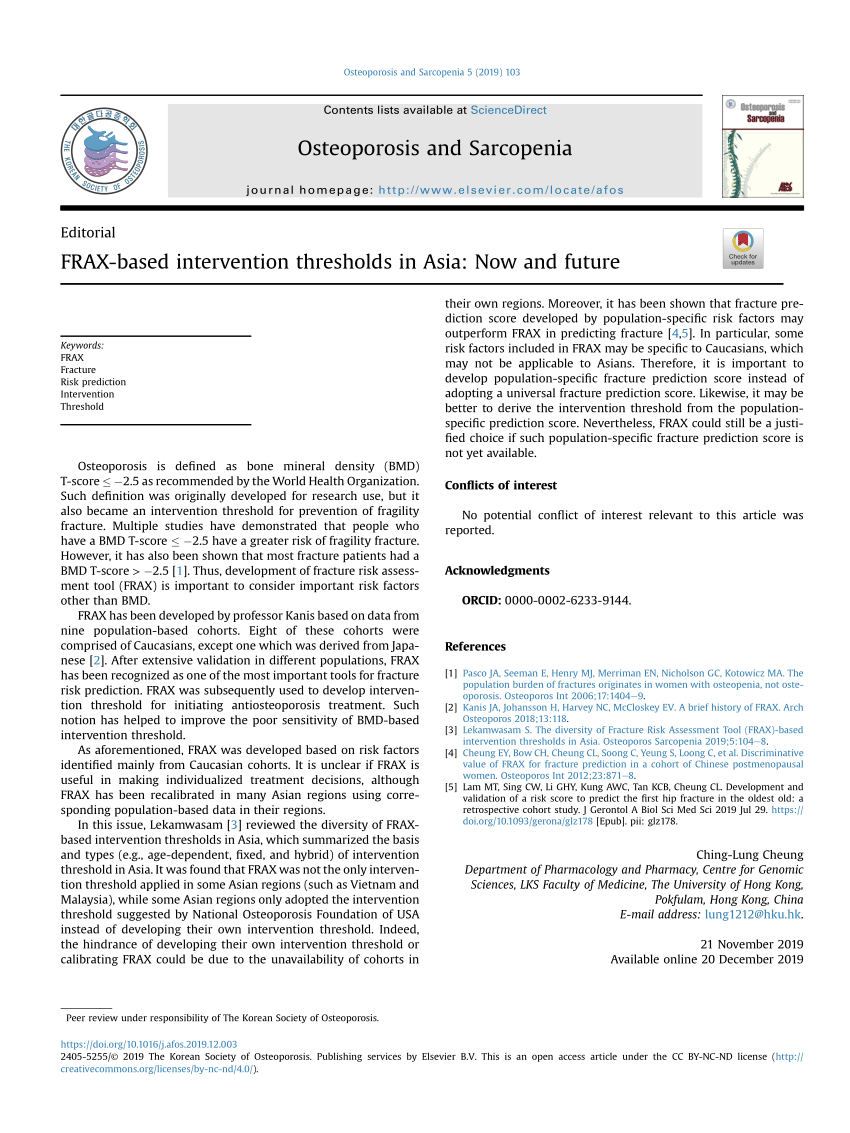 Osteoporosis and Sarcopenia 5 (2019) 103
Contents lists available at ScienceDirect
Osteoporosis and Sarcopenia
journal homepage: http://www.elsevier.com/locate/afos
대한골다공증학회
THE KOREAN SOCIETY OF OSTEOPOROSIS
Osteoporosis
and
Sarcopenia
Editorial
FRAX-based intervention thresholds in Asia: Now and future
Check for
updates
Keywords:
FRAX
Fracture
Risk prediction
Intervention
Threshold
Osteoporosis is defined as bone mineral density (BMD)
T-score ≤ −2.5 as recommended by the World Health Organization.
Such definition was originally developed for research use, but it
also became an intervention threshold for prevention of fragility
fracture. Multiple studies have demonstrated that people who
have a BMD T-score ≤ −2.5 have a greater risk of fragility fracture.
However, it has also been shown that most fracture patients had a
BMD T-score > −2.5 [1]. Thus, development of fracture risk assess-
ment tool (FRAX) is important to consider important risk factors
other than BMD.
FRAX has been developed by professor Kanis based on data from
nine population-based cohorts. Eight of these cohorts were
comprised of Caucasians, except one which was derived from Japa-
nese [2]. After extensive validation in different populations, FRAX
has been recognized as one of the most important tools for fracture
risk prediction. FRAX was subsequently used to develop interven-
tion threshold for initiating antiosteoporosis treatment. Such
notion has helped to improve the poor sensitivity of BMD-based
intervention threshold.
As aforementioned, FRAX was developed based on risk factors
identified mainly from Caucasian cohorts. It is unclear if FRAX is
useful in making individualized treatment decisions, although
FRAX has been recalibrated in many Asian regions using corre-
sponding population-based data in their regions.
In this issue, Lekamwasam [3] reviewed the diversity of FRAX-
based intervention thresholds in Asia, which summarized the basis
and types (e.g., age-dependent, fixed, and hybrid) of intervention
threshold in Asia. It was found that FRAX was not the only interven-
tion threshold applied in some Asian regions (such as Vietnam and
Malaysia), while some Asian regions only adopted the intervention
threshold suggested by National Osteoporosis Foundation of USA
instead of developing their own intervention threshold. Indeed,
the hindrance of developing their own intervention threshold or
calibrating FRAX could be due to the unavailability of cohorts in
their own regions. Moreover, it has been shown that fracture pre-
diction score developed by population-specific risk factors may
outperform FRAX in predicting fracture [4,5]. In particular, some
risk factors included in FRAX may be specific to Caucasians, which
may not be applicable to Asians. Therefore, it is important to
develop population-specific fracture prediction score instead of
adopting a universal fracture prediction score. Likewise, it may be
better to derive the intervention threshold from the population-
specific prediction score. Nevertheless, FRAX could still be a justi-
fied choice if such population-specific fracture prediction score is
not yet available.
Conflicts of interest
No potential conflict of interest relevant to this article was
reported.
Acknowledgments
ORCID: 0000-0002-6233-9144.
References
[1] Pasco JA, Seeman E, Henry MJ, Merriman EN, Nicholson GC, Kotowicz MA. The
population burden of fractures originates in women with osteopenia, not oste-
oporosis. Osteoporos Int 2006;17:1404–9.
[2] Kanis JA, Johansson H, Harvey NC, McCloskey EV. A brief history of FRAX. Arch
Osteoporos 2018;13:118.
[3] Lekamwasam S. The diversity of Fracture Risk Assessment Tool (FRAX)-based
intervention thresholds in Asia. Osteoporos Sarcopenia 2019;5:104–8.
[4] Cheung EY, Bow CH, Cheung CL, Soong C, Yeung S, Loong C, et al. Discriminative
value of FRAX for fracture prediction in a cohort of Chinese postmenopausal
women. Osteoporos Int 2012;23:871–8.
[5] Lam MT, Sing CW, Li GHY, Kung AWC, Tan KCB, Cheung CL. Development and
validation of a risk score to predict the first hip fracture in the oldest old: a
retrospective cohort study. J Gerontol A Biol Sci Med Sci 2019 Jul 29. https://
doi.org/10.1093/gerona/glz178 [Epub]. pii: glz178.
Ching-Lung Cheung
Department of Pharmacology and Pharmacy, Centre for Genomic
Sciences, LKS Faculty of Medicine, The University of Hong Kong,
Pokfulam, Hong Kong, China
E-mail address: lung1212@hku.hk.
21 November 2019
Available online 20 December 2019
Peer review under responsibility of The Korean Society of Osteoporosis.
https://doi.org/10.1016/j.afos.2019.12.003
2405-5255/© 2019 The Korean Society of Osteoporosis. Publishing services by Elsevier B.V. This is an open access article under the CC BY-NC-ND license (http://
creativecommons.org/licenses/by-nc-nd/4.0/).